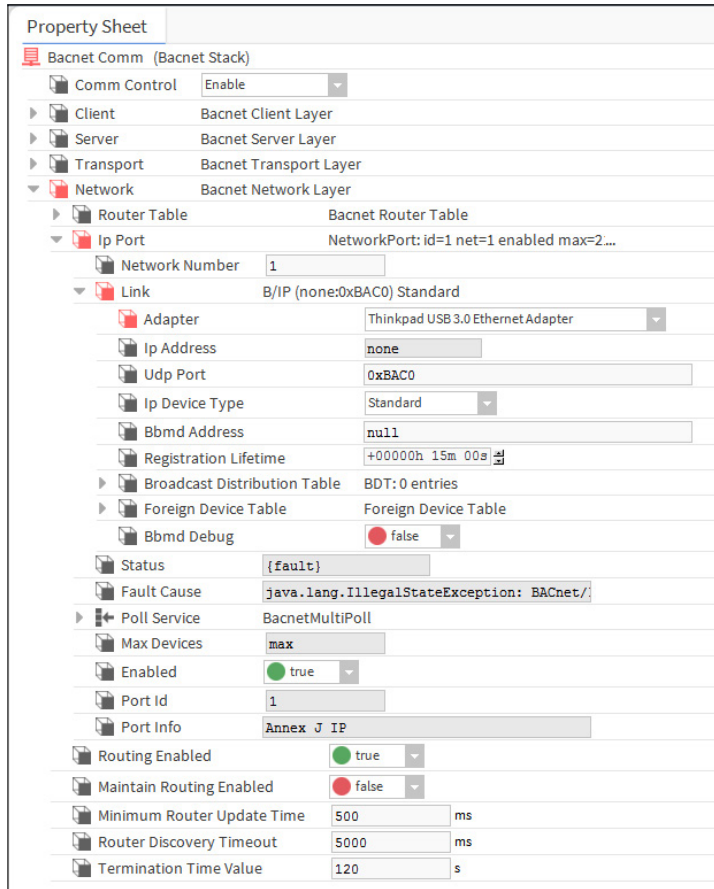 Property Sheet
Bacnet Comm (Bacnet Stack)
Comm Control Enable
Client Bacnet Client Layer
Server Bacnet Server Layer
Transport Bacnet Transport Layer
Network Bacnet Network Layer
Router Table Bacnet Router Table
Ip Port NetworkPort: id=1 net=1 enabled max=2...
Network Number 1
Link B/IP (none:0xBAC0) Standard
Adapter Thinkpad USB 3.0 Ethernet Adapter
Ip Address none
Udp Port 0xBAC0
Ip Device Type Standard
Bbmd Address null
Registration Lifetime +00000h 15m 00s
Broadcast Distribution Table BDT: 0 entries
Foreign Device Table Foreign Device Table
Bbmd Debug false
Status {fault}
Fault Cause java.lang.IllegalStateException: BACnet/
Poll Service BacnetMultiPoll
Max Devices max
Enabled true
Port Id 1
Port Info Annex J IP
Routing Enabled true
Maintain Routing Enabled false
Minimum Router Update Time 500 ms
Router Discovery Timeout 5000 ms
Termination Time Value 120 s